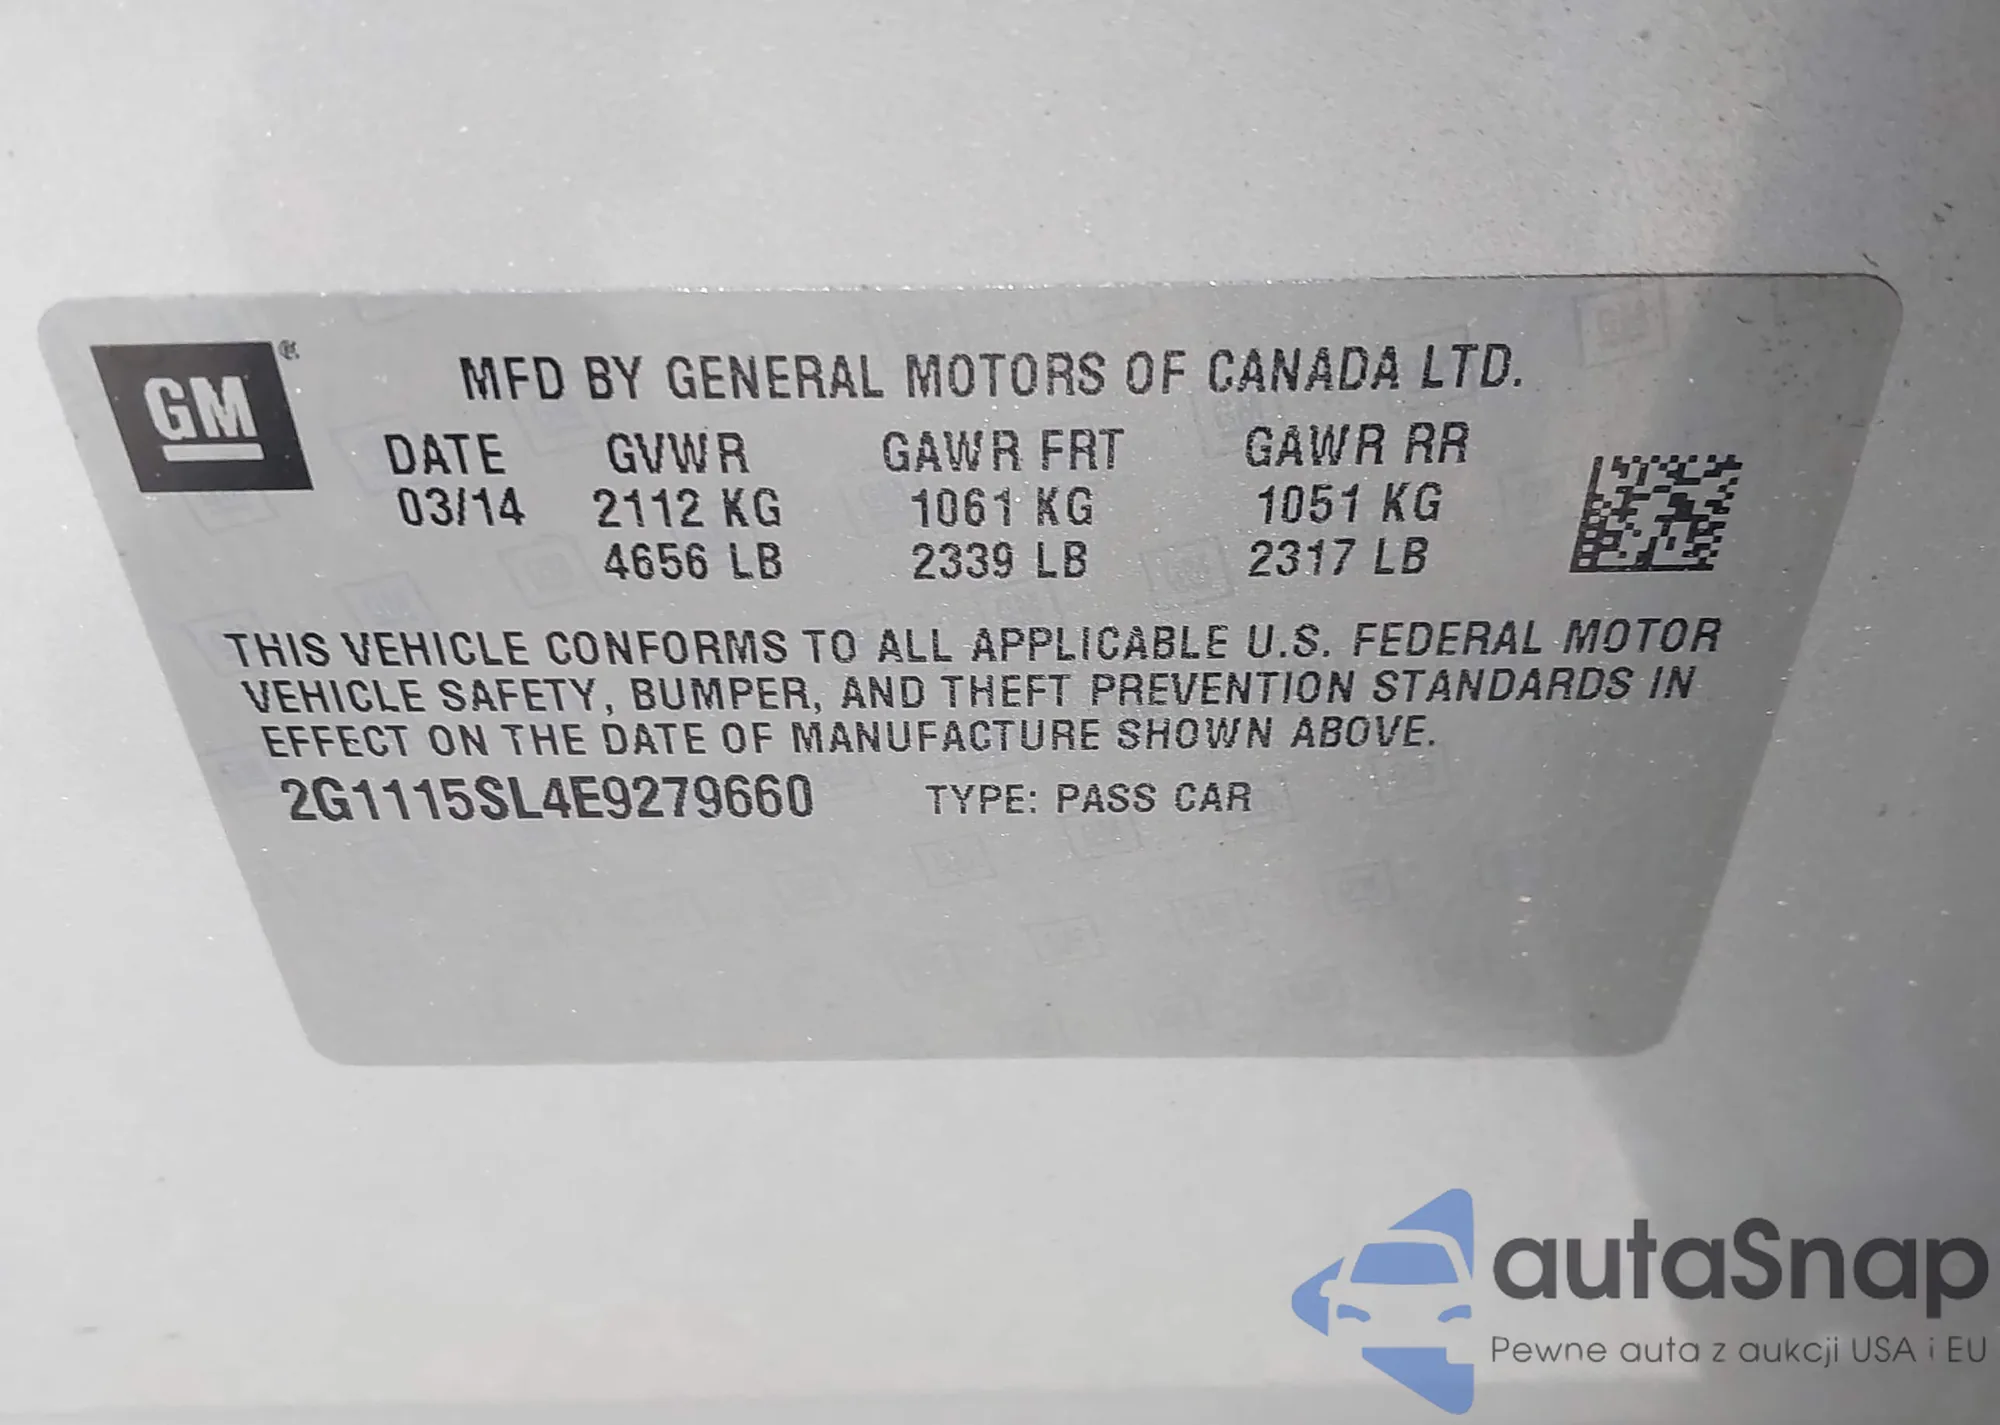 GM ®
MFD BY GENERAL MOTORS OF CANADA LTD.
DATE GVWR GAWR FRT GAWR RR
03/14 2112 KG 1061 KG 1051 KG
4656 LB 2339 LB 2317 LB
THIS VEHICLE CONFORMS TO ALL APPLICABLE U.S. FEDERAL MOTOR
VEHICLE SAFETY, BUMPER, AND THEFT PREVENTION STANDARDS IN
EFFECT ON THE DATE OF MANUFACTURE SHOWN ABOVE.
2G1115SL4E9279660 TYPE: PASS CAR
autaSnap
Pewne auta z aukcji USA i EU